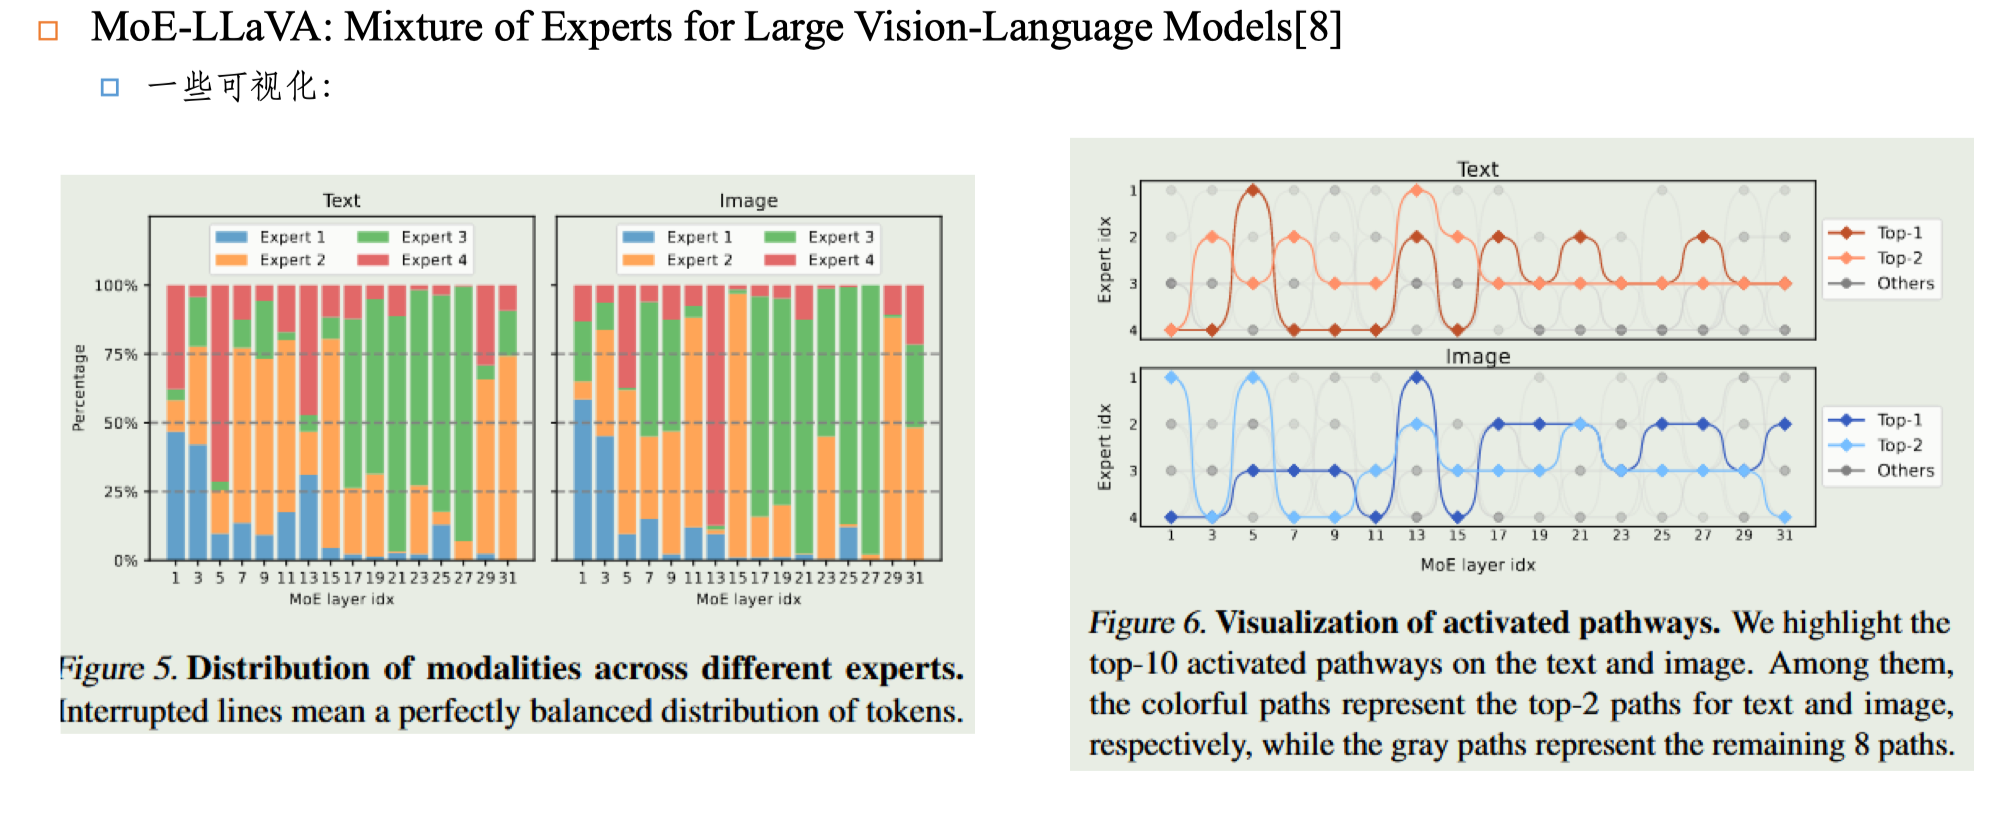 MoE-LLaVA: Mixture of Experts for Large Vision-Language Models[8]
一些可视化：
Text
Image
Expert 1
Expert 3
Expert 2
Expert 4
Expert 1
Expert 3
Expert 2
Expert 4
Percentage
100%
75%
50%
25%
0%
1 3 5 7 9 11 13 15 17 19 21 23 25 27 29 31
1 3 5 7 9 11 13 15 17 19 21 23 25 27 29 31
MoE layer idx
MoE layer idx
Figure 5. Distribution of modalities across different experts.
Interrupted lines mean a perfectly balanced distribution of tokens.
Text
Expert idx
1
2
3
4
Top-1
Top-2
Others
Image
Expert idx
1
2
3
4
Top-1
Top-2
Others
1 3 5 7 9 11 13 15 17 19 21 23 25 27 29 31
MoE layer idx
Figure 6. Visualization of activated pathways. We highlight the
top-10 activated pathways on the text and image. Among them,
the colorful paths represent the top-2 paths for text and image,
respectively, while the gray paths represent the remaining 8 paths.